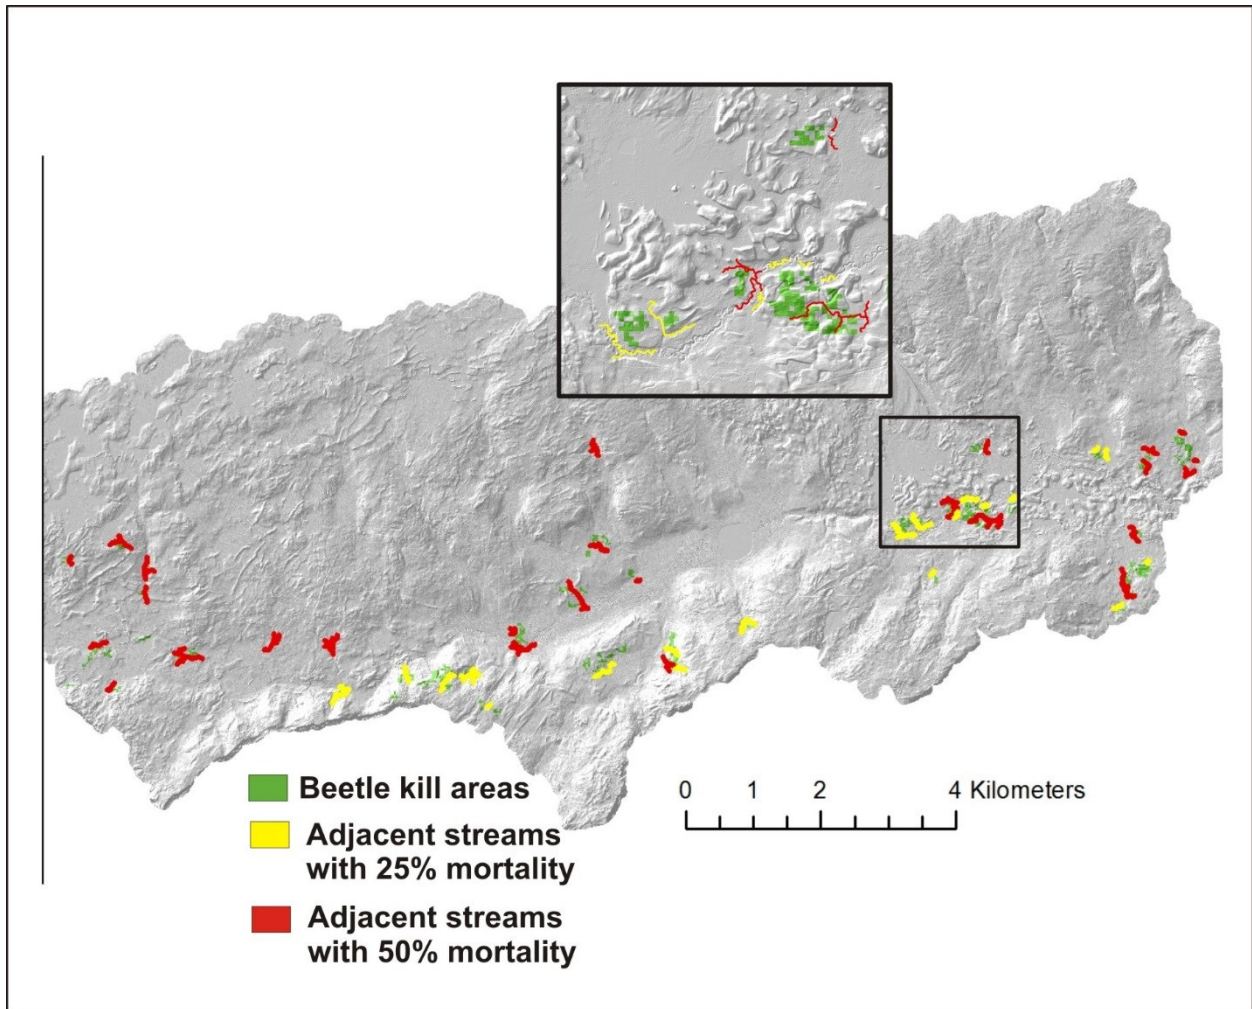 Beetle kill areas
Adjacent streams
with 25% mortality
Adjacent streams
with 50% mortality
0 1 2 4 Kilometers